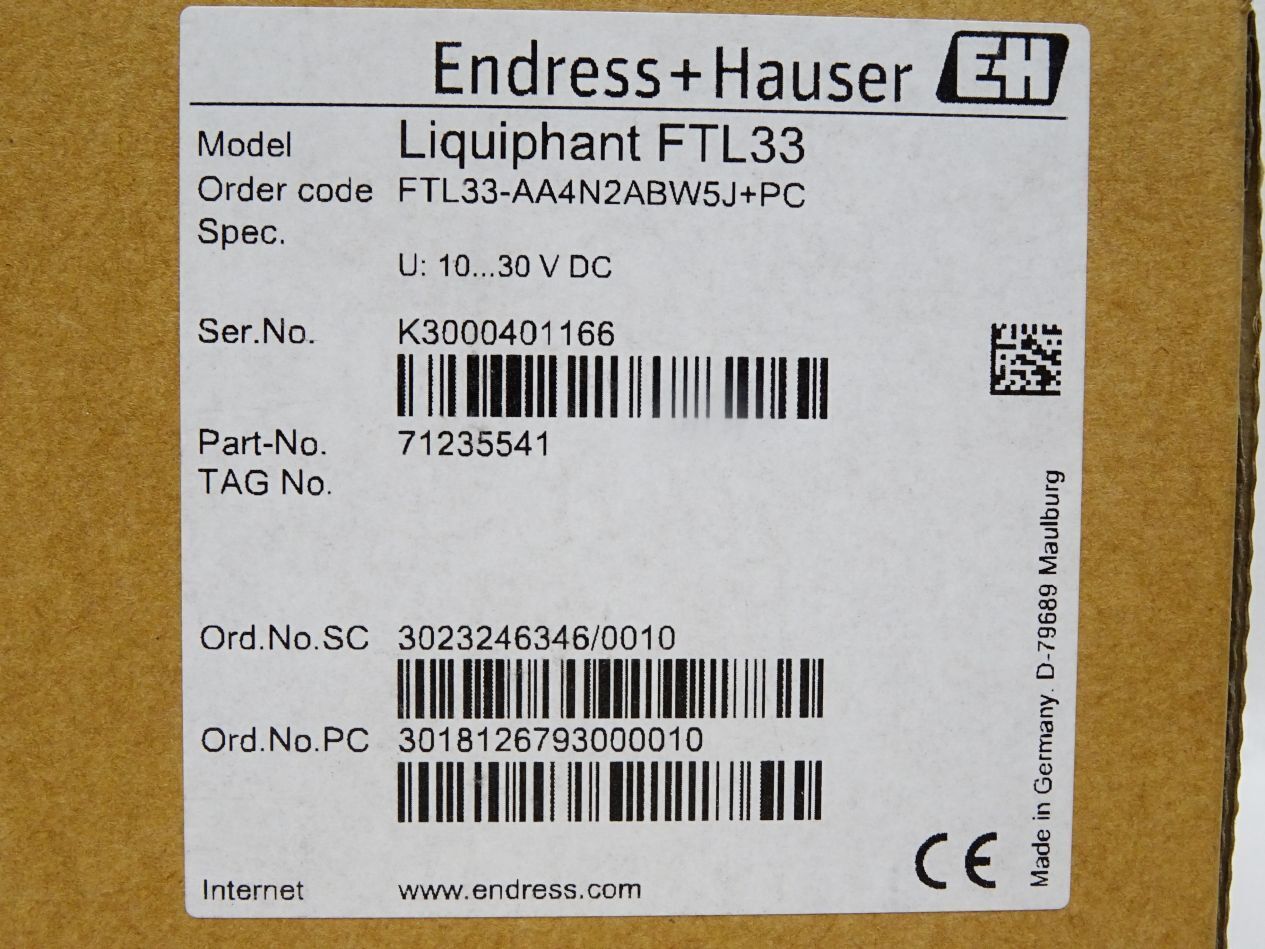 Endress+Hauser EH
Model Liquiphant FTL33
Order code FTL33-AA4N2ABW5J+PC
Spec.
U: 10...30 V DC
Ser.No. K3000401166
Part-No. 71235541
TAG No.
Ord.No.SC 3023246346/0010
Ord.No.PC 3018126793000010
Internet www.endress.com
CE
Made in Germany. D-79689 Maulburg